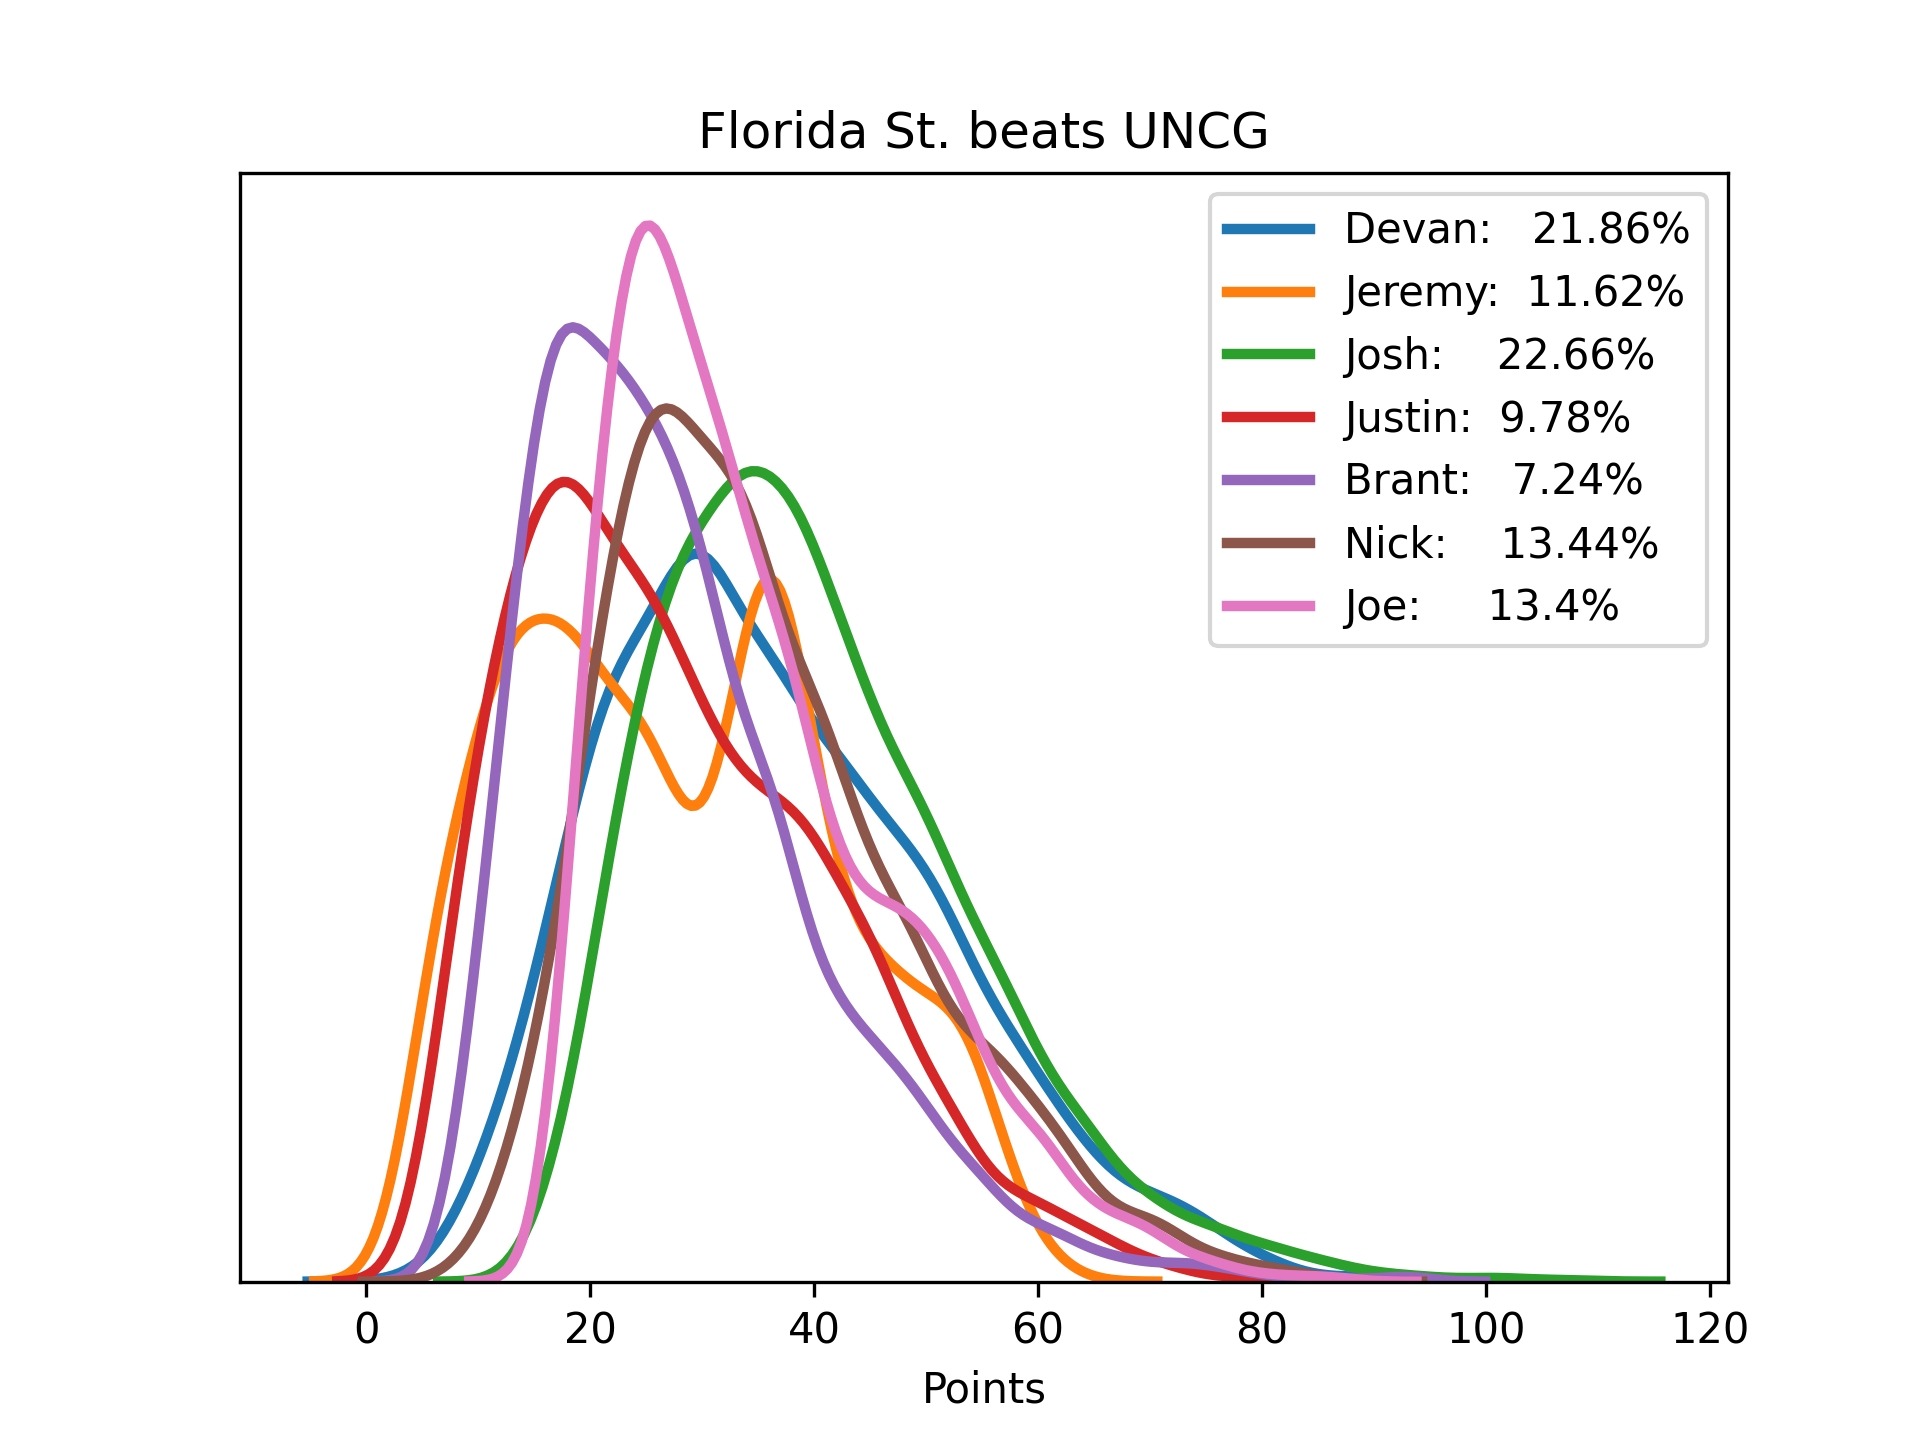 Florida St. beats UNCG
Devan: 21.86%
Jeremy: 11.62%
Josh: 22.66%
Justin: 9.78%
Brant: 7.24%
Nick: 13.44%
Joe: 13.4%
0 20 40 60 80 100 120
Points